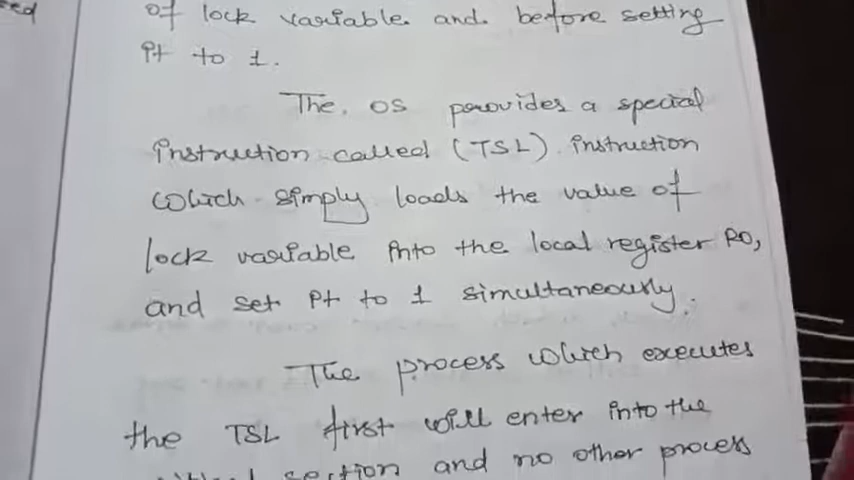 of lock variable and before setting
it to 1.
The OS provides a special
instruction called (TSL) instruction
which simply loads the value of
lock variable into the local register R0,
and set it to 1 simultaneously.
The process which executes
the TSL first will enter into the
section and no other process